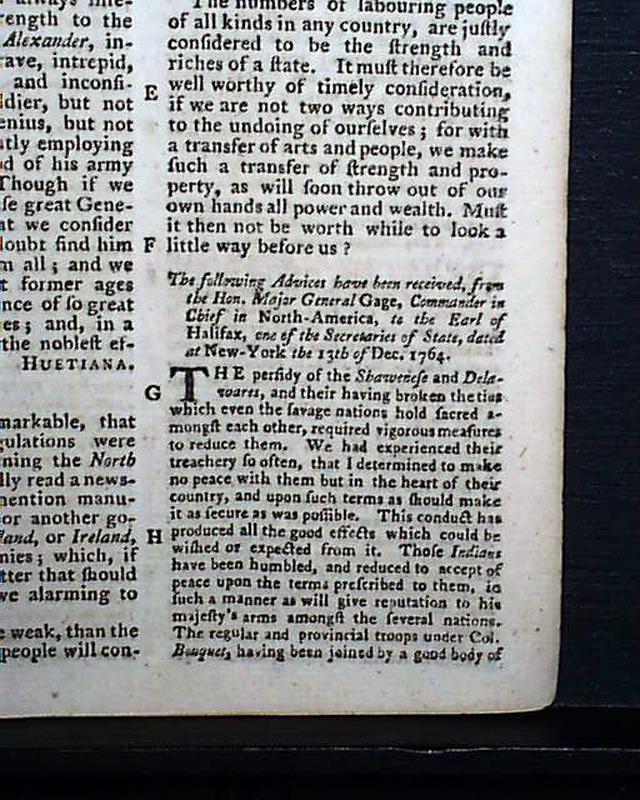 rength to the
Alexander, in-
rave, intrepid,
and inconſi-
ldier, but not
enius, but not
tly employing
d of his army
Though if we
ſe great Gene-
at we conſider
doubt find him
m all; and we
t former ages
nce of ſo great
es; and, in a
the nobleſt ef-
HUETIANA.
markable, that
gulations were
ning the North
lly read a news-
mention manu-
or another go-
land, or Ireland,
nies; which, if
tter that ſhould
we alarming to
e weak, than the
people will con-
E
F
G
H
The numbers of labouring people
of all kinds in any country, are juſtly
conſidered to be the ſtrength and
riches of a ſtate. It muſt therefore be
well worthy of timely conſideration,
if we are not two ways contributing
to the undoing of ourſelves; for with
a transfer of arts and people, we make
ſuch a transfer of ſtrength and pro-
perty, as will ſoon throw out of our
own hands all power and wealth. Muſt
it then not be worth while to look a
little way before us?
The following Advices have been received, from
the Hon. Major General Gage, Commander in
Chief in North-America, to the Earl of
Halifax, one of the Secretaries of State, dated
at New-York the 13th of Dec. 1764.
THE perfidy of the Shawneſe and Dela-
wares, and their having broken the ties
which even the ſavage nations hold ſacred a-
mongſt each other, required vigorous meaſures
to reduce them. We had experienced their
treachery ſo often, that I determined to make
no peace with them but in the heart of their
country, and upon ſuch terms as ſhould make
it as ſecure as was poſſible. This conduct has
produced all the good effects which could be
wiſhed or expected from it. Thoſe Indians
have been humbled, and reduced to accept of
peace upon the terms preſcribed to them, in
ſuch a manner as will give reputation to his
majeſty's arms amongſt the ſeveral nations.
The regular and provincial troops under Col.
Bouquet, having been joined by a good body of